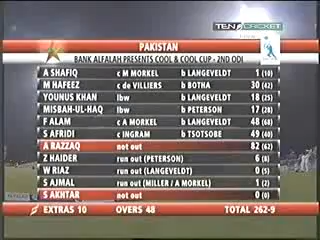 TEN CRICKET
PAKISTAN
BANK ALFALAH PRESENTS COOL & COOL CUP - 2ND ODI
A SHAFIQ c M MORKEL b LANGEVELDT 1 (10)
M HAFEEZ c de VILLIERS b BOTHA 30 (42)
YOUNUS KHAN lbw b LANGEVELDT 18 (25)
MISBAH-UL-HAQ lbw b PETERSON 17 (28)
F ALAM c A MORKEL b LANGEVELDT 48 (68)
S AFRIDI c INGRAM b TSOTSOBE 49 (40)
A RAZZAQ not out 82 (62)
Z HAIDER run out (PETERSON) 6 (8)
W RIAZ run out (LANGEVELDT) 0 (5)
S AJMAL run out (MILLER / A MORKEL) 1 (2)
S AKHTAR not out 0 (0)
EXTRAS 10 OVERS 48 TOTAL 262-9